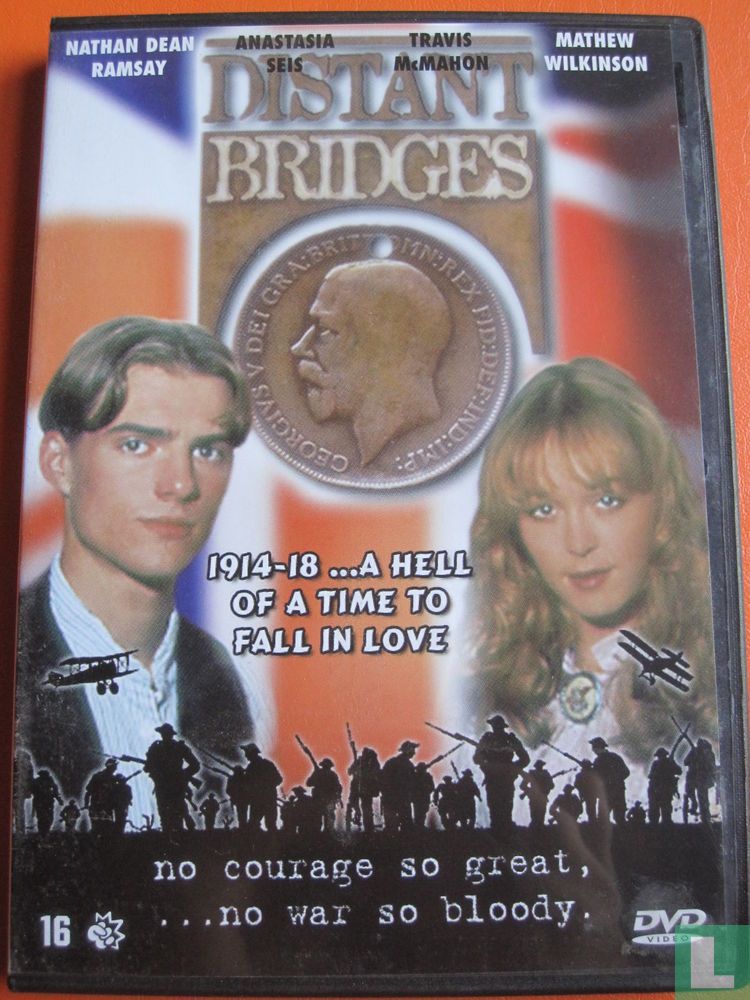 NATHAN DEAN RAMSAY
ANASTASIA SEIS
TRAVIS McMAHON
MATHEW WILKINSON
DISTANT
BRIDGES
GEORGIVS V DEI GRA:BRITT:OMN:REX FID:DEF:IND:IMP:
1914-18 ...A HELL
OF A TIME TO
FALL IN LOVE
no courage so great,
...no war so bloody.
16
DVD
VIDEO
L